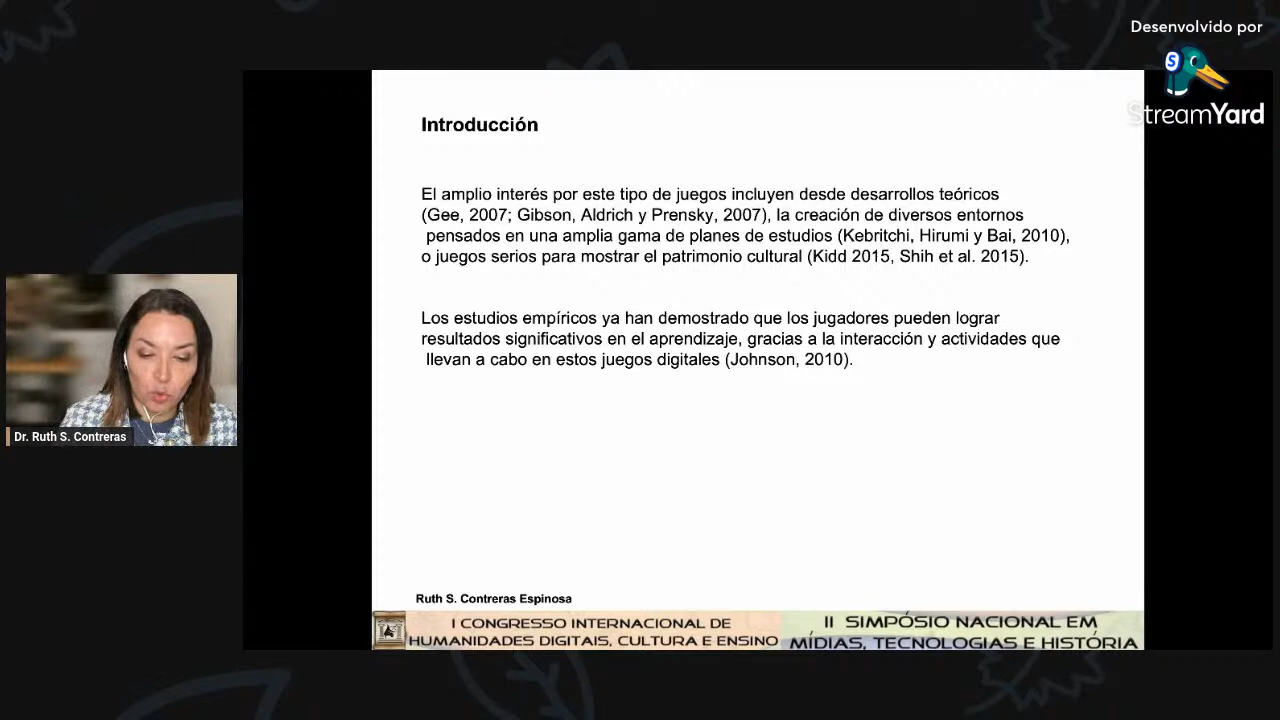 Desenvolvido por
StreamYard
Introducción
El amplio interés por este tipo de juegos incluyen desde desarrollos teóricos
(Gee, 2007; Gibson, Aldrich y Prensky, 2007), la creación de diversos entornos
pensados en una amplia gama de planes de estudios (Kebritchi, Hirumi y Bai, 2010),
o juegos serios para mostrar el patrimonio cultural (Kidd 2015, Shih et al. 2015).
Los estudios empíricos ya han demostrado que los jugadores pueden lograr
resultados significativos en el aprendizaje, gracias a la interacción y actividades que
llevan a cabo en estos juegos digitales (Johnson, 2010).
Dr. Ruth S. Contreras
Ruth S. Contreras Espinosa
I CONGRESSO INTERNACIONAL DE
HUMANIDADES DIGITAIS, CULTURA E ENSINO
II SIMPÓSIO NACIONAL EM
MÍDIAS, TECNOLOGIAS E HISTÓRIA